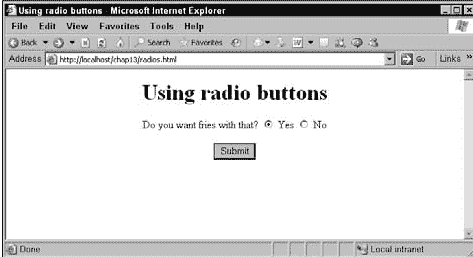 Using radio buttons - Microsoft Internet Explorer
File Edit View Favorites Tools Help
Back Search Favorites
Address http://localhost/chap13/radios.html Go Links »
Using radio buttons
Do you want fries with that? Yes No
Submit
Done Local intranet